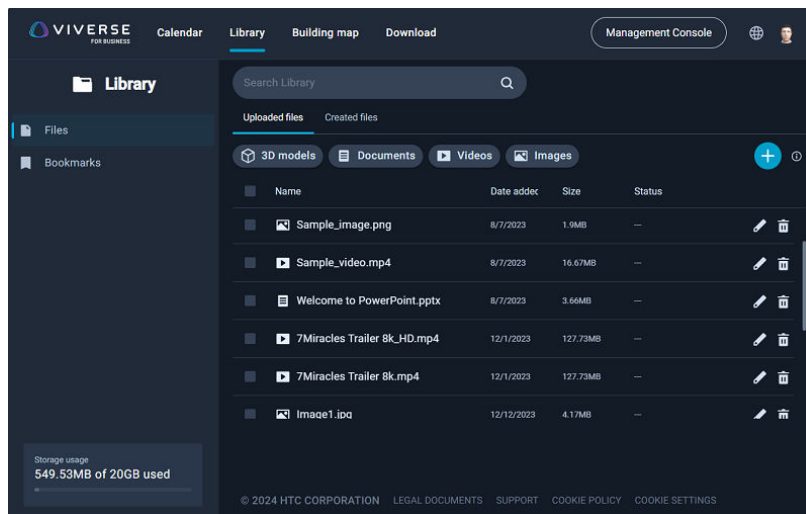 VIVERSE
FOR BUSINESS
Calendar Library Building map Download Management Console
Library
Files
Bookmarks
Storage usage
549.53MB of 20GB used
Search Library
Uploaded files Created files
3D models Documents Videos Images
Name Date added Size Status
Sample_image.png 8/7/2023 1.9MB ---
Sample_video.mp4 8/7/2023 16.67MB ---
Welcome to PowerPoint.pptx 8/7/2023 3.66MB ---
7Miracles Trailer 8k_HD.mp4 12/1/2023 127.73MB ---
7Miracles Trailer 8k.mp4 12/1/2023 127.73MB ---
Image1.jpg 12/12/2023 4.17MB ---
© 2024 HTC CORPORATION LEGAL DOCUMENTS SUPPORT COOKIE POLICY COOKIE SETTINGS